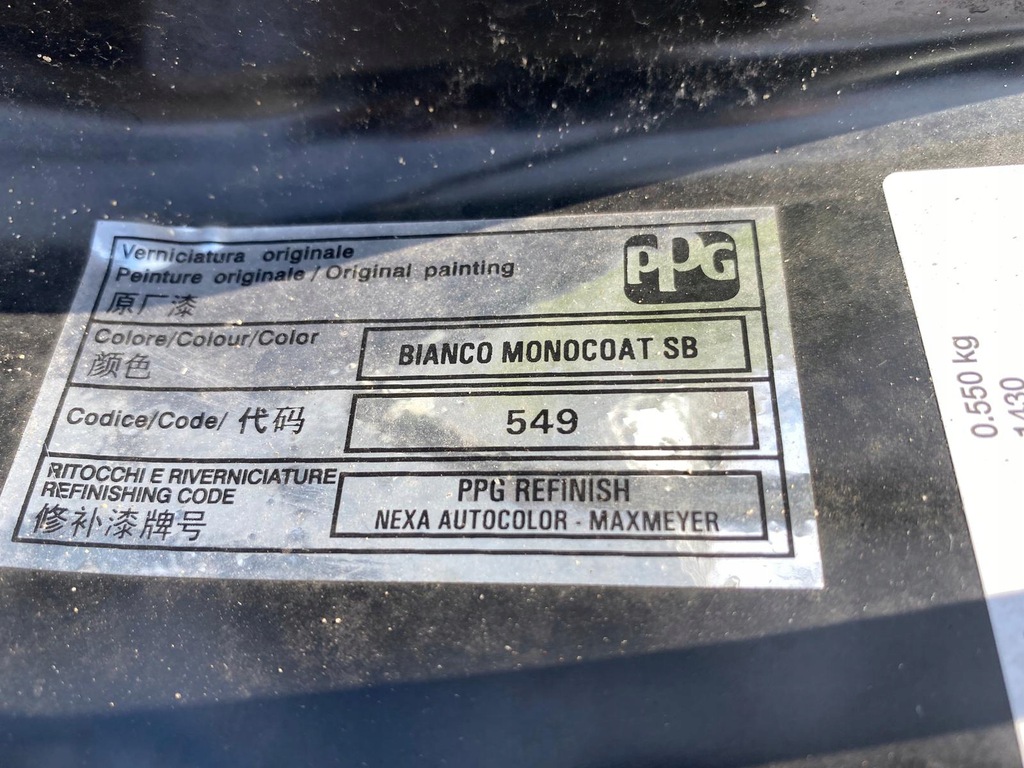 Verniciatura originale
Peinture originale / Original painting
原厂漆
PPG
Colore/Colour/Color
颜色
BIANCO MONOCOAT SB
Codice/Code/ 代码
549
RITOCCHI E RIVERNICIATURE
REFINISHING CODE
修补漆牌号
PPG REFINISH
NEXA AUTOCOLOR - MAXMEYER
0.550 kg
1430